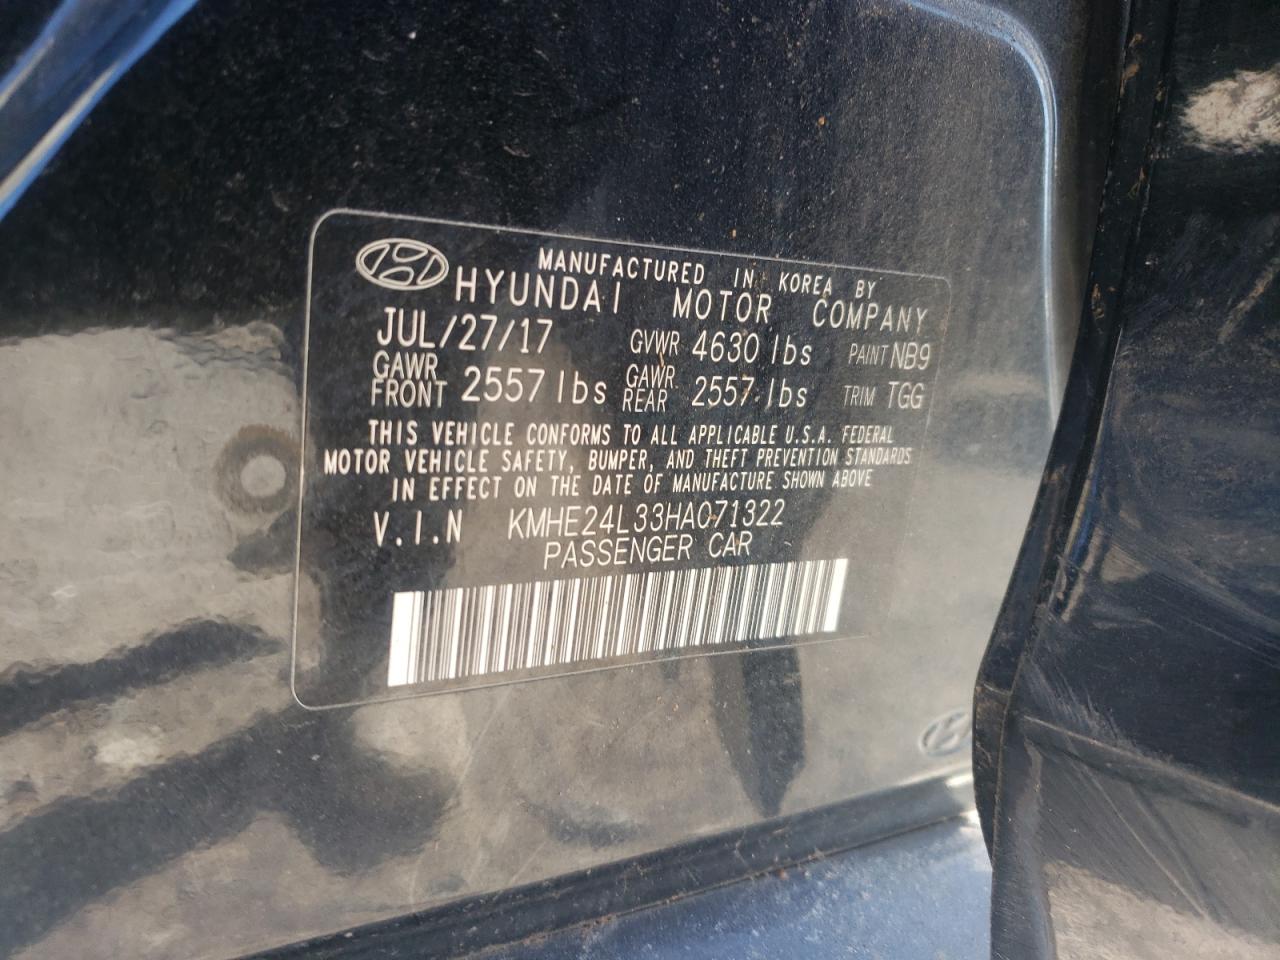 MANUFACTURED IN KOREA BY
HYUNDAI MOTOR COMPANY
JUL/27/17 GVWR 4630 lbs PAINT NB9
GAWR FRONT 2557 lbs GAWR REAR 2557 lbs TRIM TGG
THIS VEHICLE CONFORMS TO ALL APPLICABLE U.S.A. FEDERAL
MOTOR VEHICLE SAFETY, BUMPER, AND THEFT PREVENTION STANDARDS
IN EFFECT ON THE DATE OF MANUFACTURE SHOWN ABOVE
V.I.N KMHE24L33HA071322
PASSENGER CAR